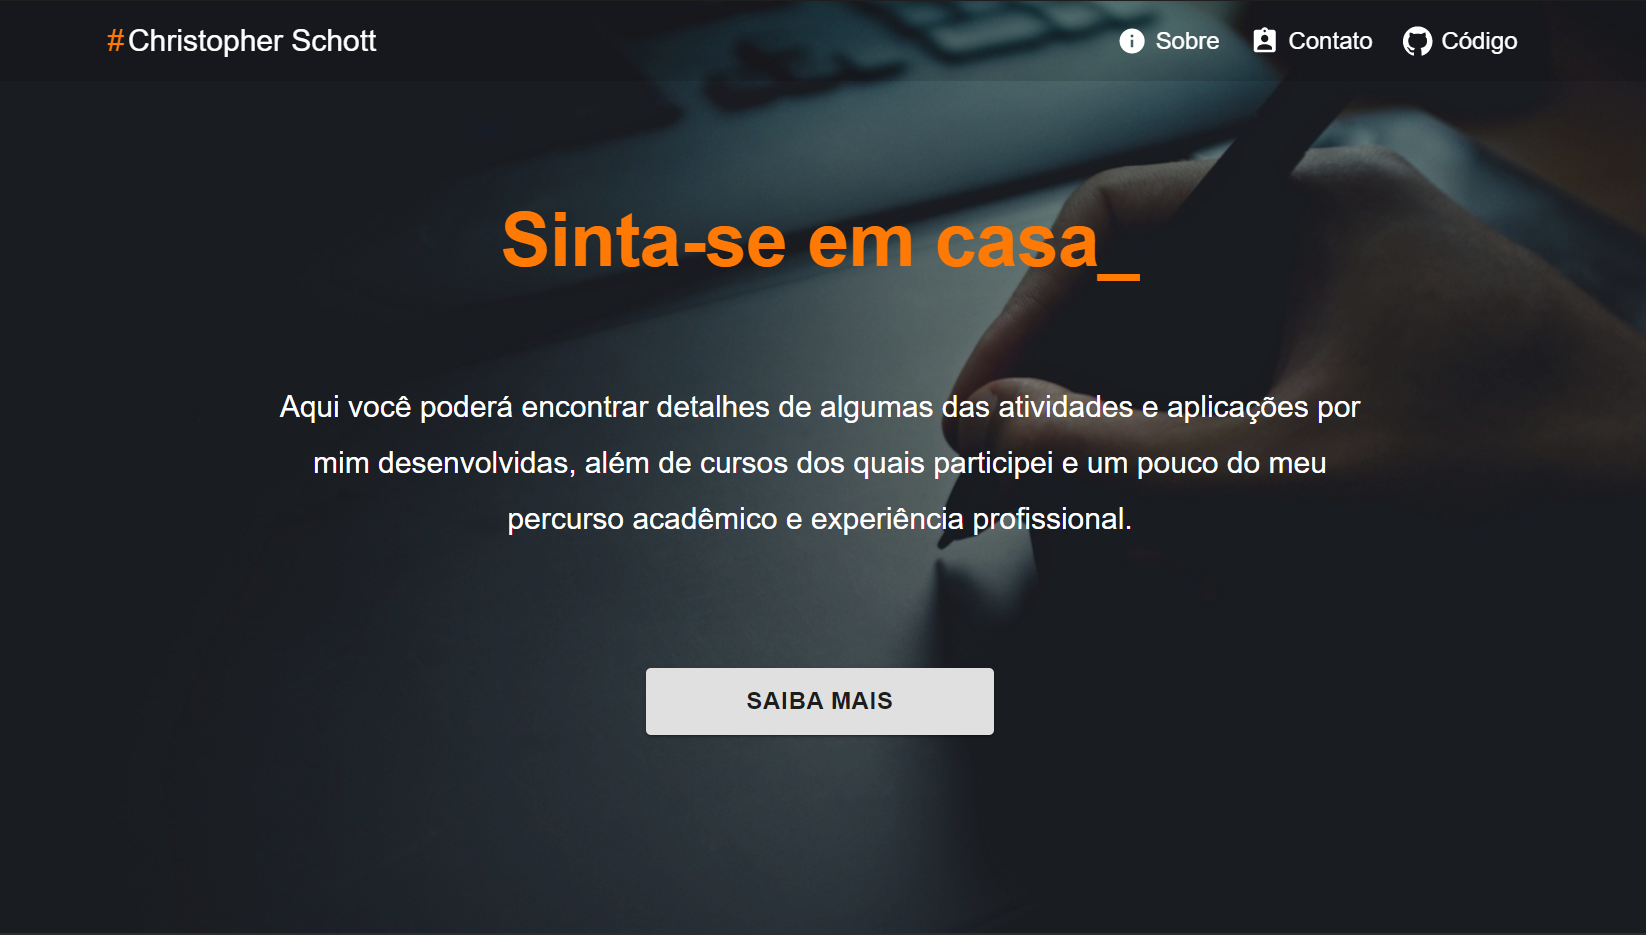 #Christopher Schott
Sobre
Contato
Código
Sinta-se em casa_
Aqui você poderá encontrar detalhes de algumas das atividades e aplicações por
mim desenvolvidas, além de cursos dos quais participei e um pouco do meu
percurso acadêmico e experiência profissional.
SAIBA MAIS